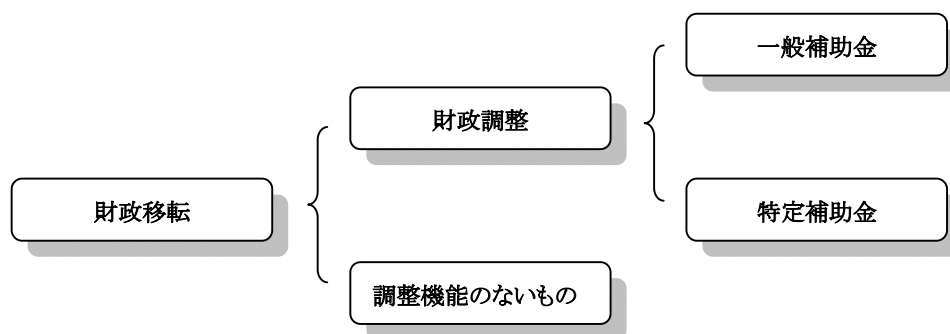 一般補助金
財政調整
財政移転
特定補助金
調整機能のないもの